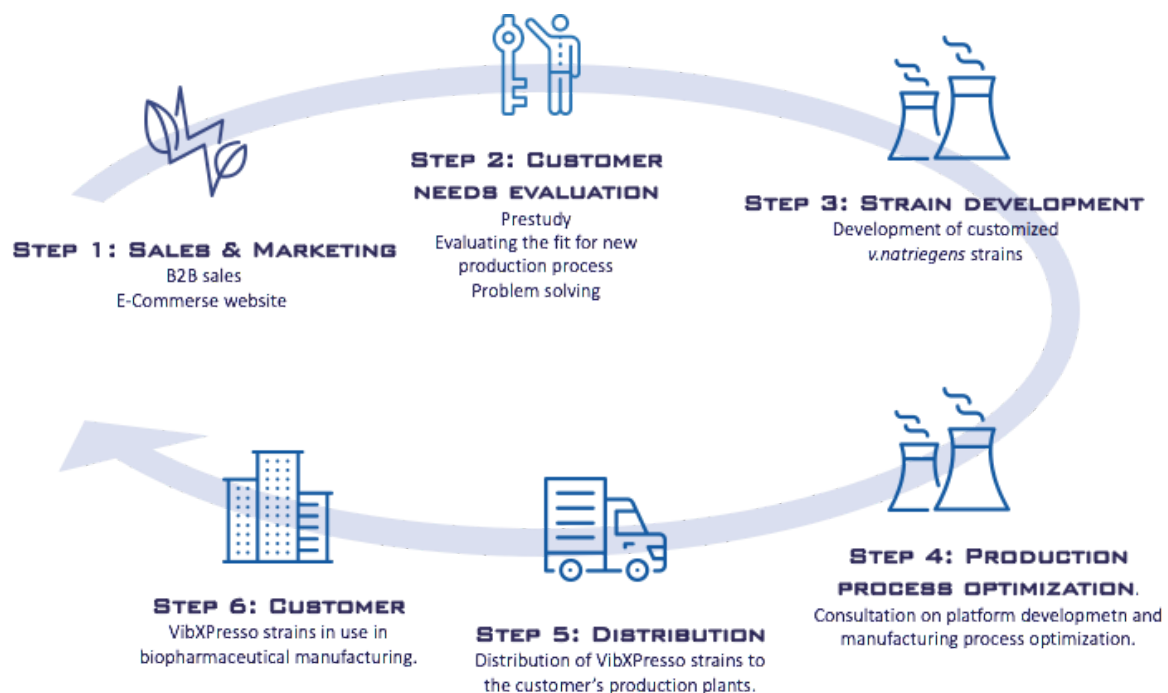 STEP 1: SALES & MARKETING
B2B sales
E-Commerse website
STEP 2: CUSTOMER
NEEDS EVALUATION
Prestudy
Evaluating the fit for new
production process
Problem solving
STEP 3: STRAIN DEVELOPMENT
Development of customized
v.natriegens strains
STEP 4: PRODUCTION
PROCESS OPTIMIZATION.
Consultation on platform developmetn and
manufacturing process optimization.
STEP 5: DISTRIBUTION
Distribution of VibXPresso strains to
the customer's production plants.
STEP 6: CUSTOMER
VibXPresso strains in use in
biopharmaceutical manufacturing.